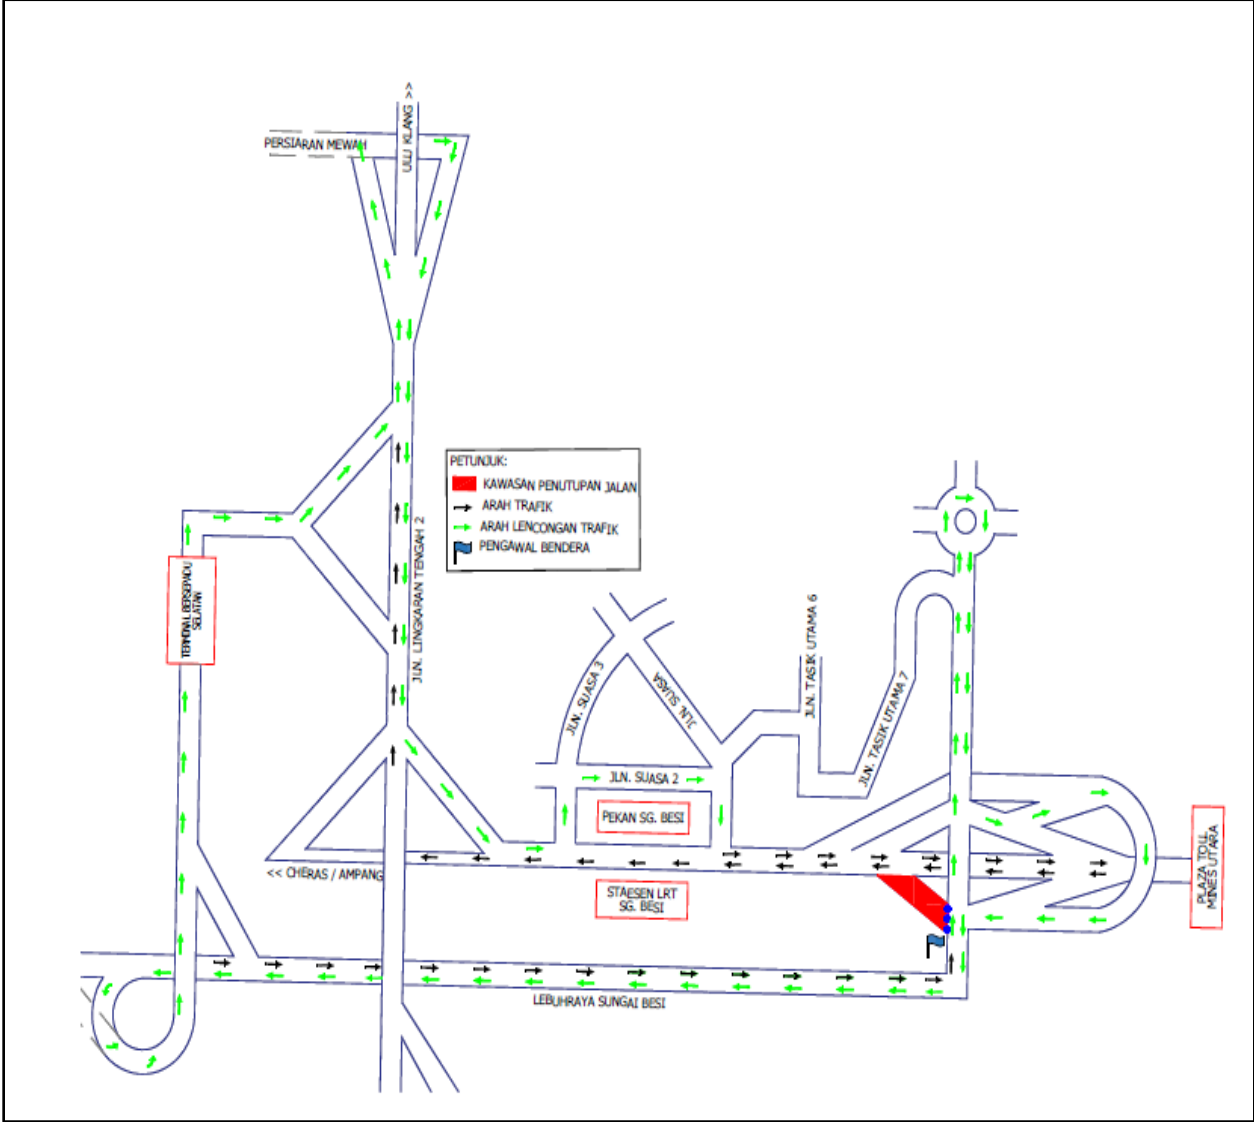 ULU KLANG >>
PERSIARAN MEWAH
PETUNJUK:
KAWASAN PENUTUPAN JALAN
ARAH TRAFIK
ARAH LENCONGAN TRAFIK
PENGAWAL BENDERA
JLN. LINGKARAN TENGAH 2
TERMINAL BERSEPADU
SELATAN
JLN. SUASA 3
JLN. SUASA
JLN. TASIK UTAMA 6
JLN. TASIK UTAMA 7
JLN. SUASA 2
PEKAN SG. BESI
<< CHERAS / AMPANG
STAESEN LRT
SG. BESI
PLAZA TOLL
MINES UTARA
LEBUHRAYA SUNGAI BESI